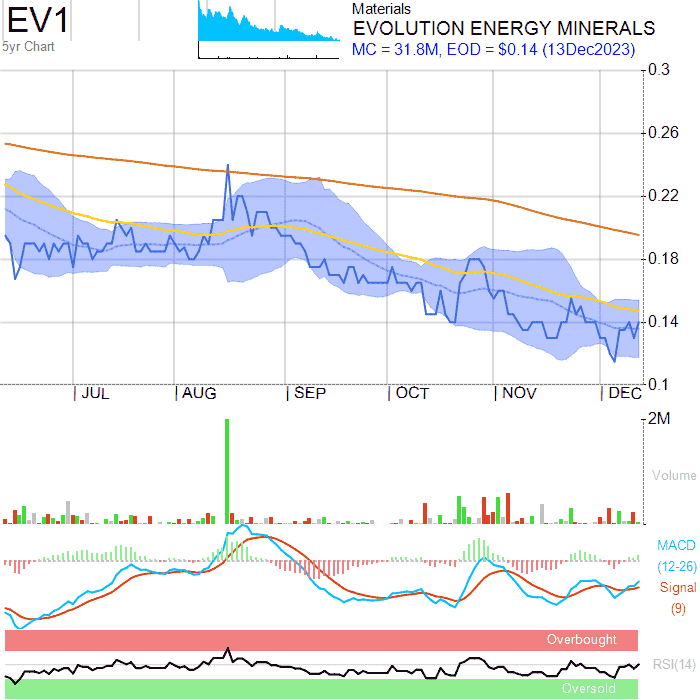 EV1
5yr Chart
Materials
EVOLUTION ENERGY MINERALS
MC = 31.8M, EOD = $0.14 (13Dec2023)
0.3
0.26
0.22
0.18
0.14
0.1
JUL AUG SEP OCT NOV DEC
2M
Volume
MACD
(12-26)
Signal
(9)
Overbought
RSI(14)
Oversold